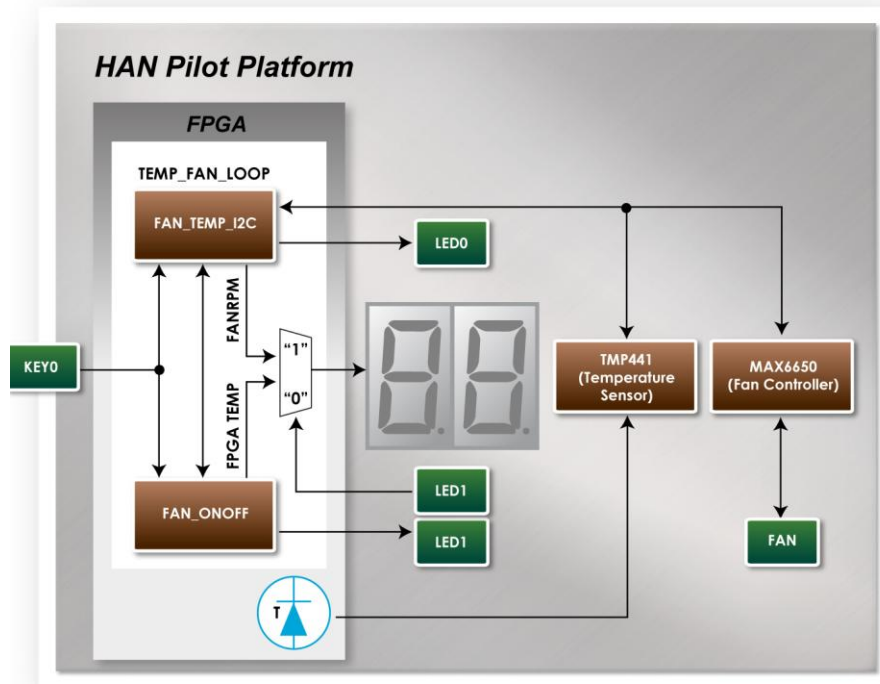 HAN Pilot Platform
FPGA
TEMP_FAN_LOOP
FAN_TEMP_I2C
LED0
FANRPM
"1"
"0"
KEY0
TMP441
(Temperature
Sensor)
MAX6650
(Fan Controller)
FPGA TEMP
LED1
FAN_ONOFF
LED1
FAN
T